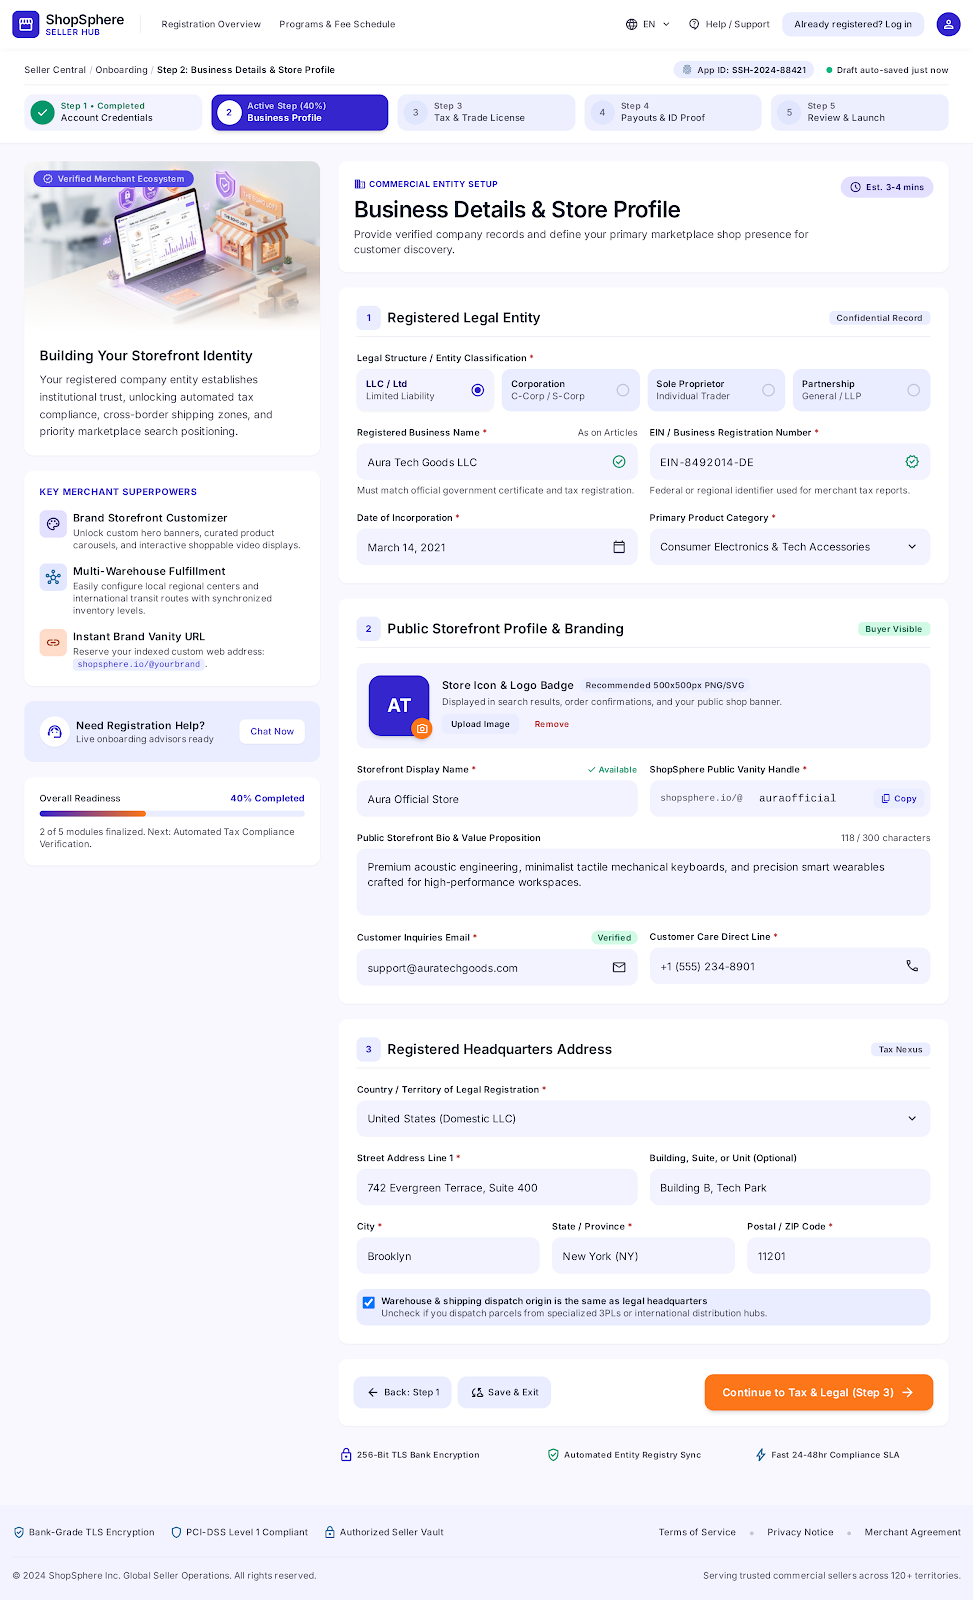 ShopSphere
SELLER HUB
Registration Overview
Programs & Fee Schedule
EN
Help / Support
Already registered? Log in
Seller Central / Onboarding / Step 2: Business Details & Store Profile
App ID: SSH-2024-88421
Draft auto-saved just now
Step 1 • Completed
Account Credentials
2
Active Step (40%)
Business Profile
3
Step 3
Tax & Trade License
4
Step 4
Payouts & ID Proof
5
Step 5
Review & Launch
Verified Merchant Ecosystem
Building Your Storefront Identity
Your registered company entity establishes
institutional trust, unlocking automated tax
compliance, cross-border shipping zones, and
priority marketplace search positioning.
KEY MERCHANT SUPERPOWERS
Brand Storefront Customizer
Unlock custom hero banners, curated product
carousels, and interactive shoppable video displays.
Multi-Warehouse Fulfillment
Easily configure local regional centers and
international transit routes with synchronized
inventory levels.
Instant Brand Vanity URL
Reserve your indexed custom web address:
shopsphere.io/@yourbrand .
Need Registration Help?
Live onboarding advisors ready
Chat Now
Overall Readiness
40% Completed
2 of 5 modules finalized. Next: Automated Tax Compliance
Verification.
COMMERCIAL ENTITY SETUP
Est. 3-4 mins
Business Details & Store Profile
Provide verified company records and define your primary marketplace shop presence for
customer discovery.
1
Registered Legal Entity
Confidential Record
Legal Structure / Entity Classification *
LLC / Ltd
Limited Liability
Corporation
C-Corp / S-Corp
Sole Proprietor
Individual Trader
Partnership
General / LLP
Registered Business Name *
As on Articles
Aura Tech Goods LLC
Must match official government certificate and tax registration.
EIN / Business Registration Number *
EIN-8492014-DE
Federal or regional identifier used for merchant tax reports.
Date of Incorporation *
March 14, 2021
Primary Product Category *
Consumer Electronics & Tech Accessories
2
Public Storefront Profile & Branding
Buyer Visible
AT
Store Icon & Logo Badge
Recommended 500x500px PNG/SVG
Displayed in search results, order confirmations, and your public shop banner.
Upload Image
Remove
Storefront Display Name *
Available
Aura Official Store
ShopSphere Public Vanity Handle *
shopsphere.io/@ auraofficial
Copy
Public Storefront Bio & Value Proposition
118 / 300 characters
Premium acoustic engineering, minimalist tactile mechanical keyboards, and precision smart wearables
crafted for high-performance workspaces.
Customer Inquiries Email *
Verified
support@auratechgoods.com
Customer Care Direct Line *
+1 (555) 234-8901
3
Registered Headquarters Address
Tax Nexus
Country / Territory of Legal Registration *
United States (Domestic LLC)
Street Address Line 1 *
742 Evergreen Terrace, Suite 400
Building, Suite, or Unit (Optional)
Building B, Tech Park
City *
Brooklyn
State / Province *
New York (NY)
Postal / ZIP Code *
11201
Warehouse & shipping dispatch origin is the same as legal headquarters
Uncheck if you dispatch parcels from specialized 3PLs or international distribution hubs.
Back: Step 1
Save & Exit
Continue to Tax & Legal (Step 3)
256-Bit TLS Bank Encryption
Automated Entity Registry Sync
Fast 24-48hr Compliance SLA
Bank-Grade TLS Encryption
PCI-DSS Level 1 Compliant
Authorized Seller Vault
Terms of Service
Privacy Notice
Merchant Agreement
© 2024 ShopSphere Inc. Global Seller Operations. All rights reserved.
Serving trusted commercial sellers across 120+ territories.